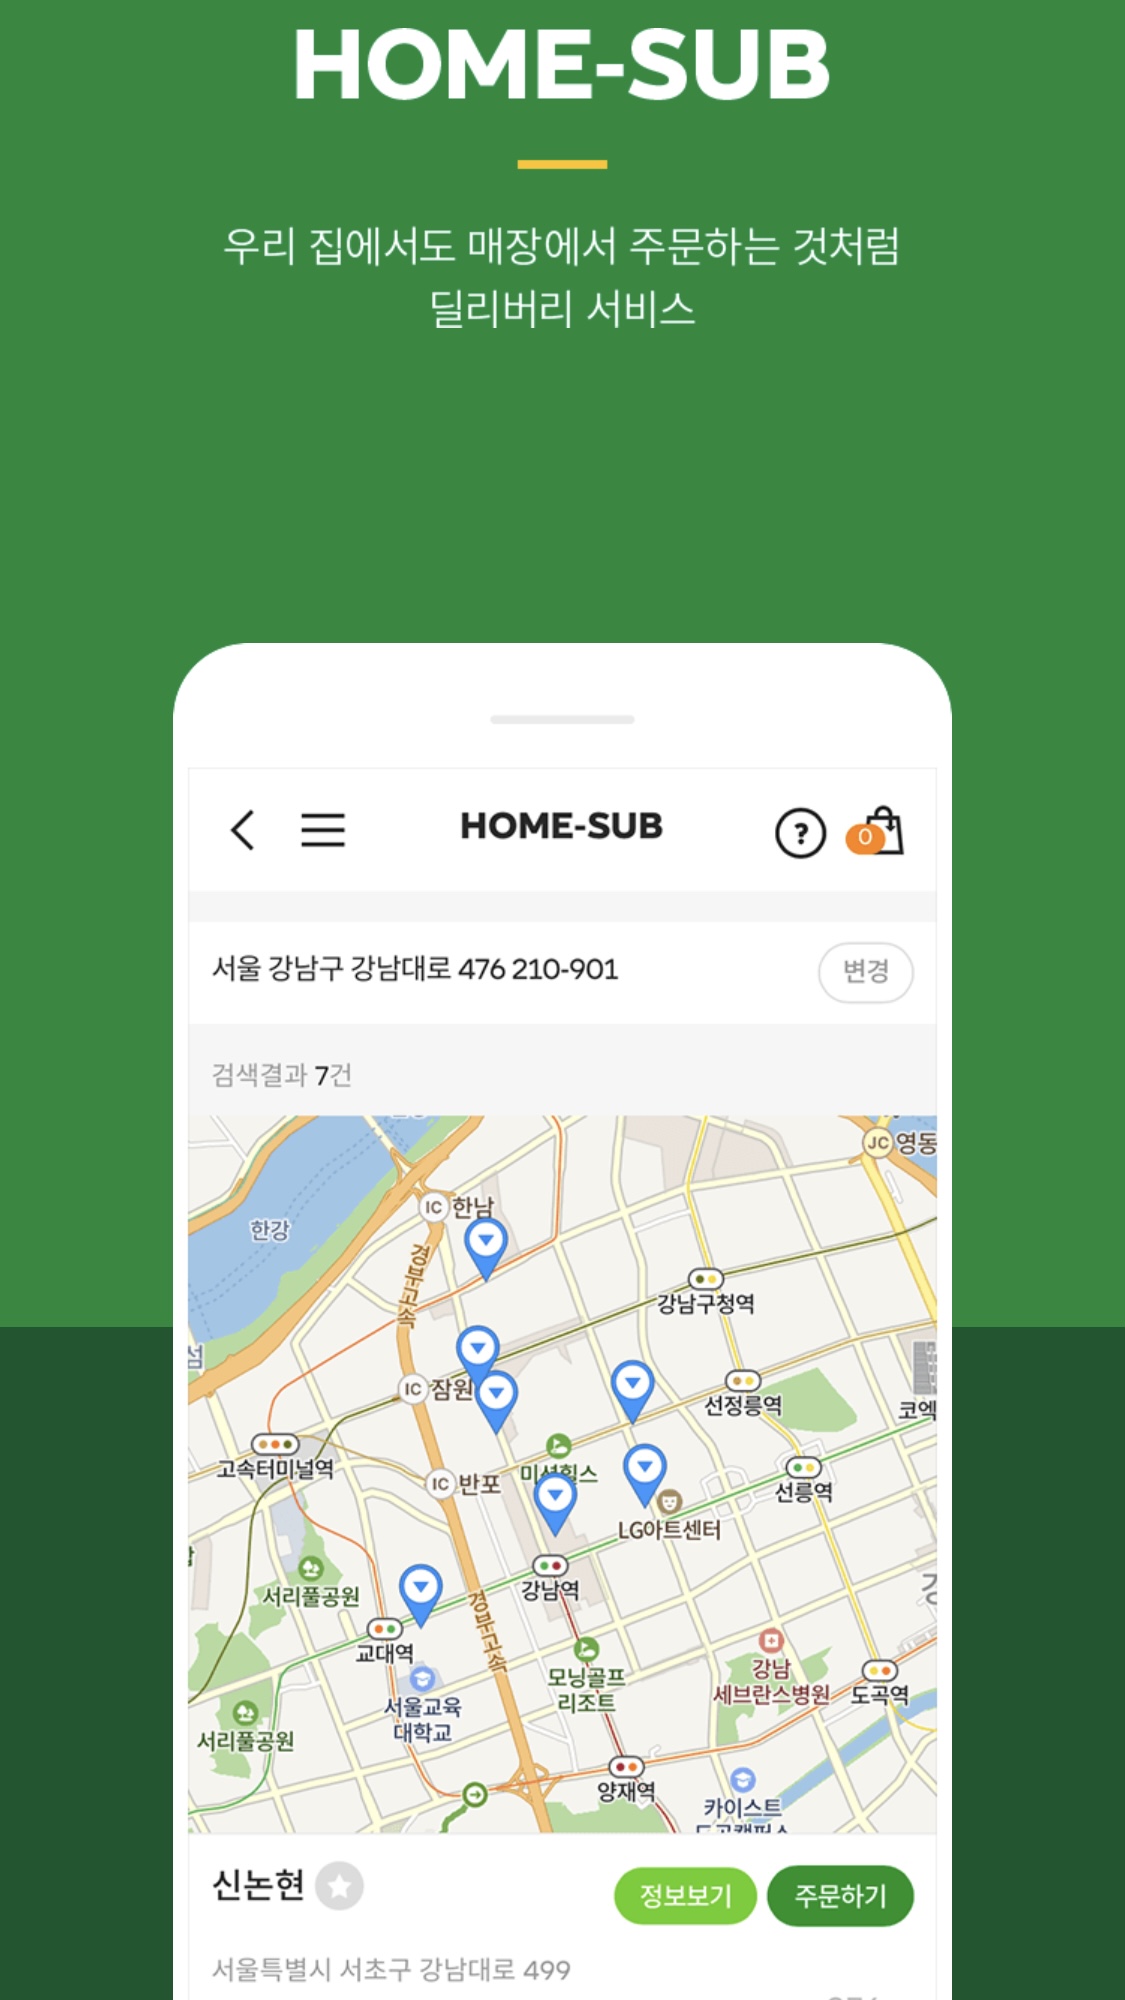 HOME-SUB
우리 집에서도 매장에서 주문하는 것처럼
딜리버리 서비스
HOME-SUB
?
0
서울 강남구 강남대로 476 210-901
변경
검색결과 7건
JC 영동
IC 한남
한강
경부고속
강남구청역
IC 잠원
선정릉역
코엑
고속터미널역
IC 반포
미션힐스
선릉역
LG아트센터
서리풀공원
강남역
경부고속
교대역
모닝골프
리조트
강남
세브란스병원
도곡역
서울교육
대학교
서리풀공원
양재역
카이스트
도곡캠퍼스
신논현
정보보기
주문하기
서울특별시 서초구 강남대로 499